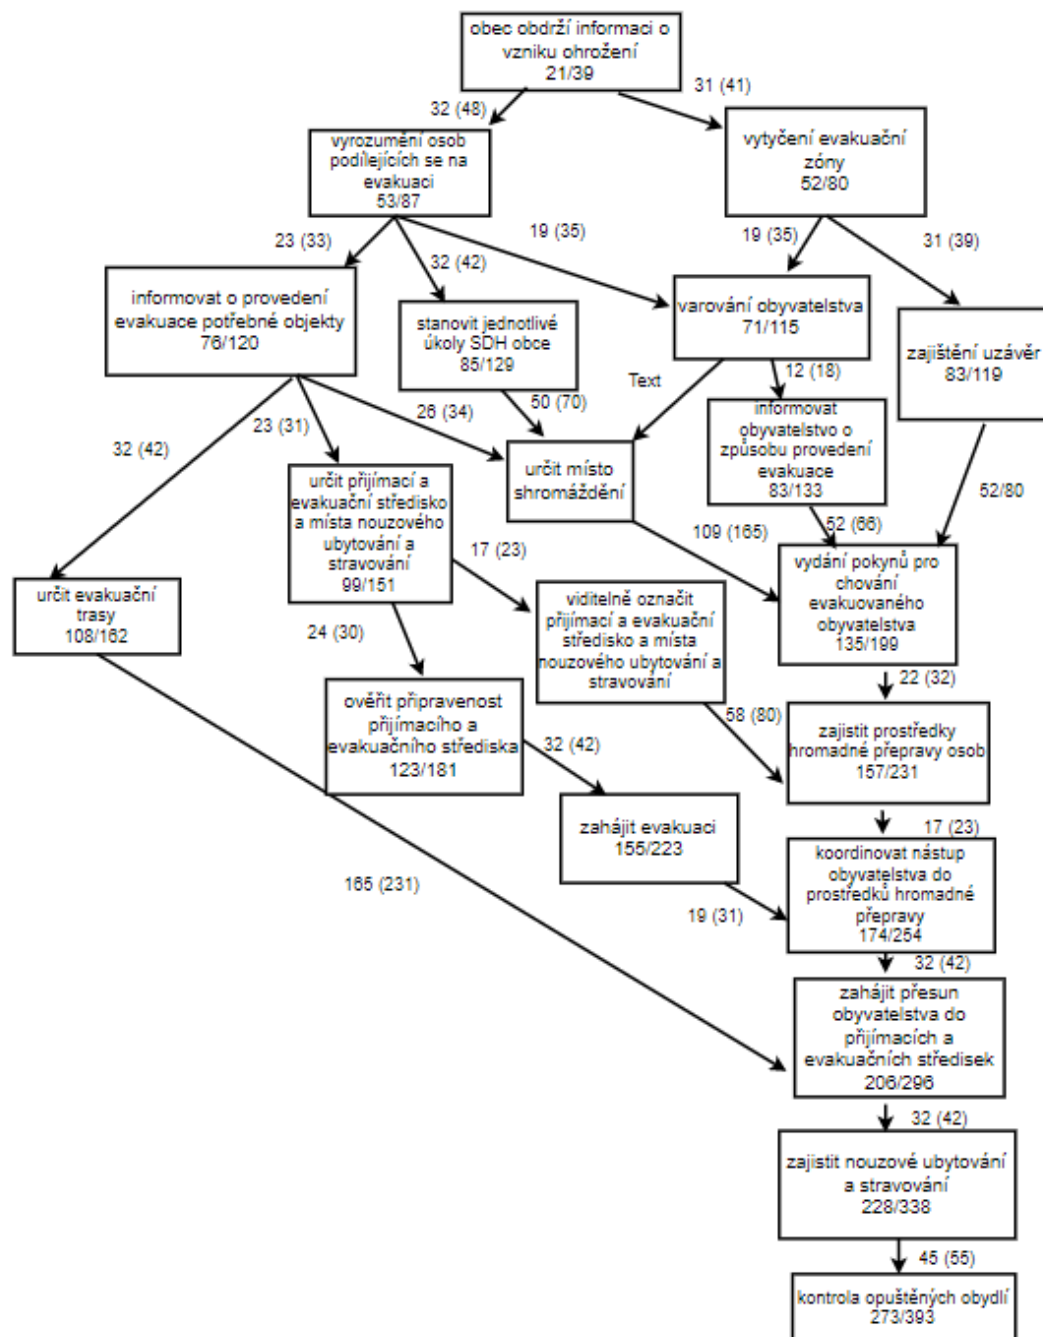 obec obdrží informaci o
vzniku ohrožení
21/39
32 (48)
31 (41)
vyrozumění osob
podílejících se na
evakuaci
53/87
vytyčení evakuační
zóny
52/80
23 (33)
32 (42)
19 (35)
19 (35)
31 (39)
informovat o provedení
evakuace potřebné objekty
76/120
stanovit jednotlivé
úkoly SDH obce
85/129
varování obyvatelstva
71/115
zajištění uzávěr
83/119
32 (42)
23 (31)
26 (34)
50 (70)
Text
12 (18)
informovat
obyvatelstvo o
způsobu provedení
evakuace
83/133
určit přijímací a
evakuační středisko
a místa nouzového
ubytování a
stravování
99/151
určit místo
shromáždění
52/80
17 (23)
109 (165)
52 (66)
určit evakuační
trasy
108/162
24 (30)
viditelně označit
přijímací a evakuační
středisko a místa
nouzového ubytování a
stravování
vydání pokynů pro
chování
evakuovaného
obyvatelstva
135/199
22 (32)
ověřit připravenost
přijímacího a
evakuačního střediska
123/181
32 (42)
58 (80)
zajistit prostředky
hromadné přepravy osob
157/231
zahájit evakuaci
155/223
17 (23)
165 (231)
19 (31)
koordinovat nástup
obyvatelstva do
prostředků hromadné
přepravy
174/254
32 (42)
zahájit přesun
obyvatelstva do
přijímacích a
evakuačních středisek
206/296
32 (42)
zajistit nouzové ubytování
a stravování
228/338
45 (55)
kontrola opuštěných obydlí
273/393